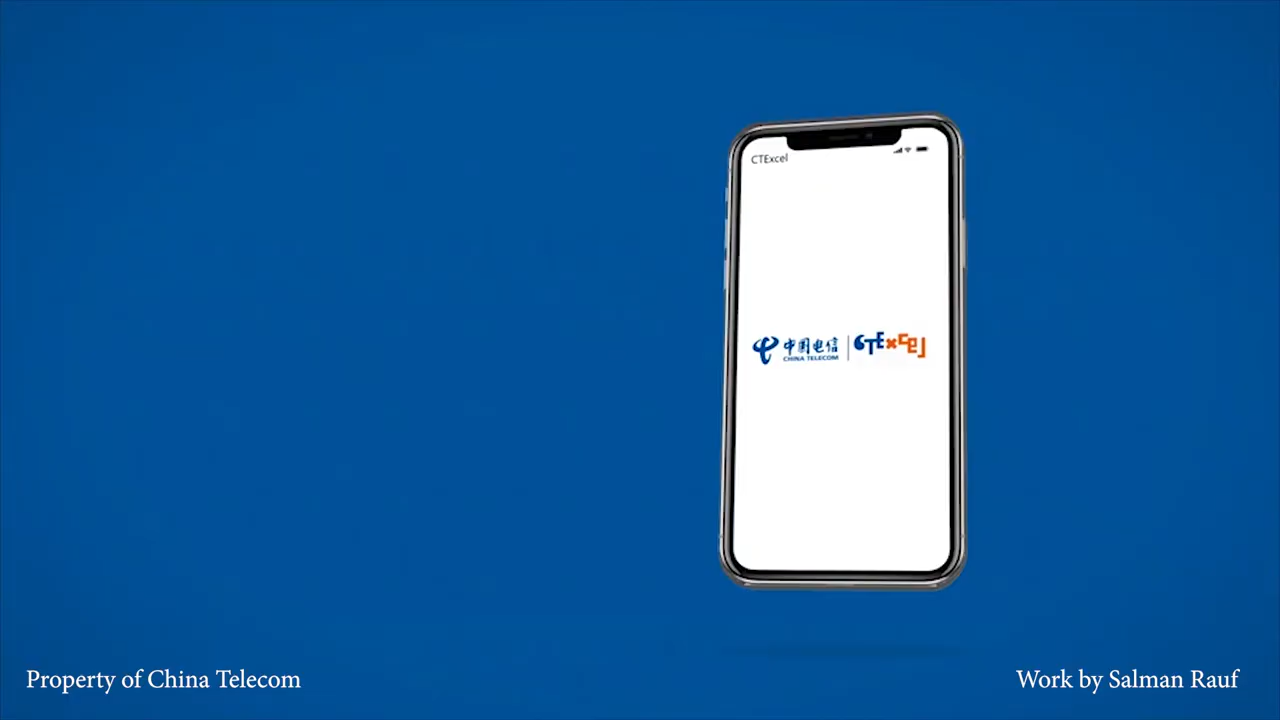 CTExcel
中国电信
CHINA TELECOM
CTExcel
Property of China Telecom
Work by Salman Rauf